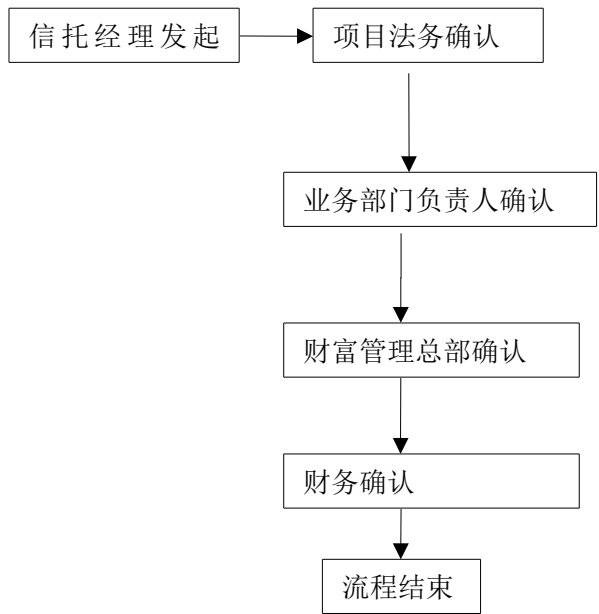 信托经理发起
项目法务确认
业务部门负责人确认
财富管理总部确认
财务确认
流程结束